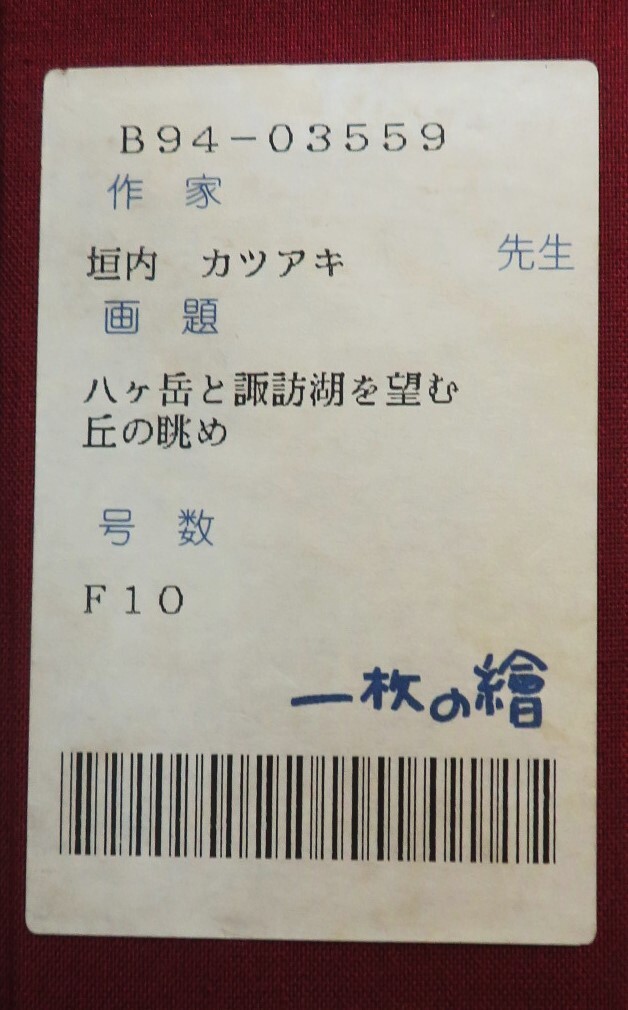 B94-03559
作 家
垣内 カツアキ 先生
画 題
八ヶ岳と諏訪湖を望む
丘の眺め
号 数
F10
一枚の繪